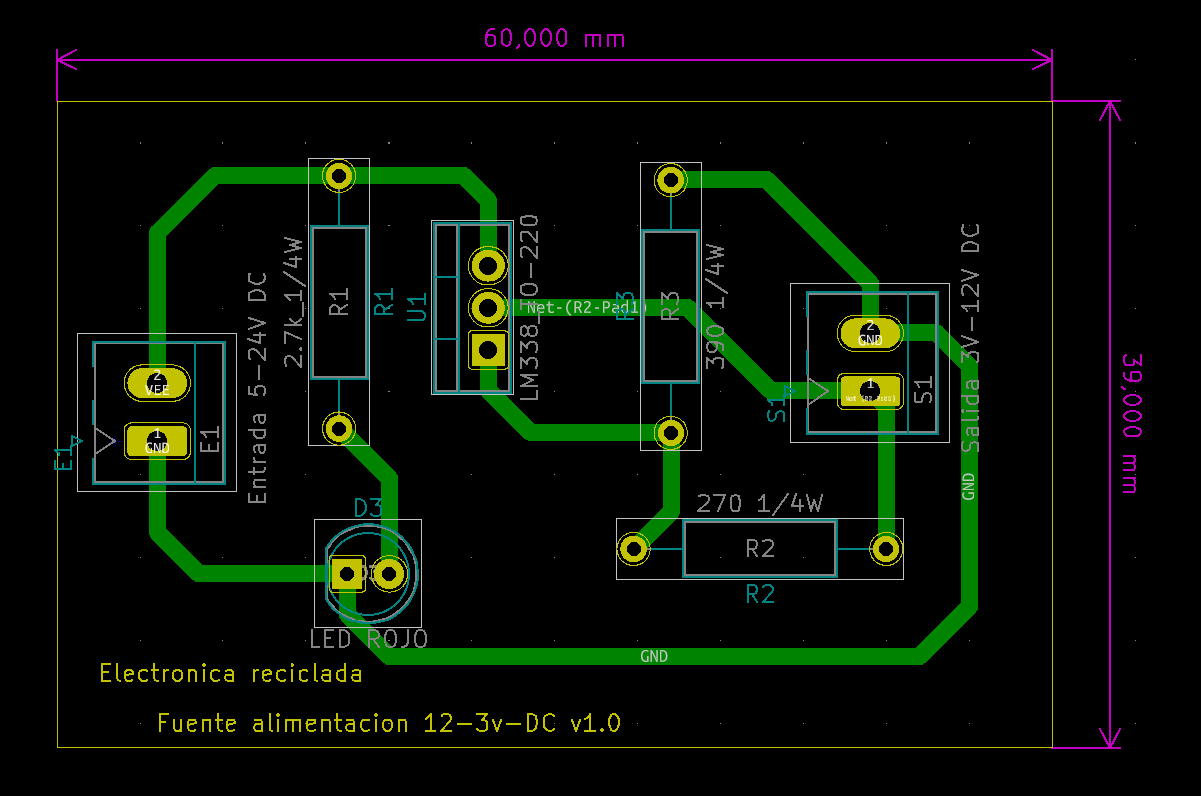 60,000 mm
39,000 mm
R1
R1
2.7k_1/4W
U1
LM338_TO-220
Net-(R2-Pad1)
R3
R3
390 1/4W
2
GND
1
S1
S1
Salida 3V-12V DC
GND
2
VEE
1
GND
E1
E1
Entrada 5-24V DC
D3
LED ROJO
270 1/4W
R2
R2
GND
Electronica reciclada
Fuente alimentacion 12-3v-DC v1.0